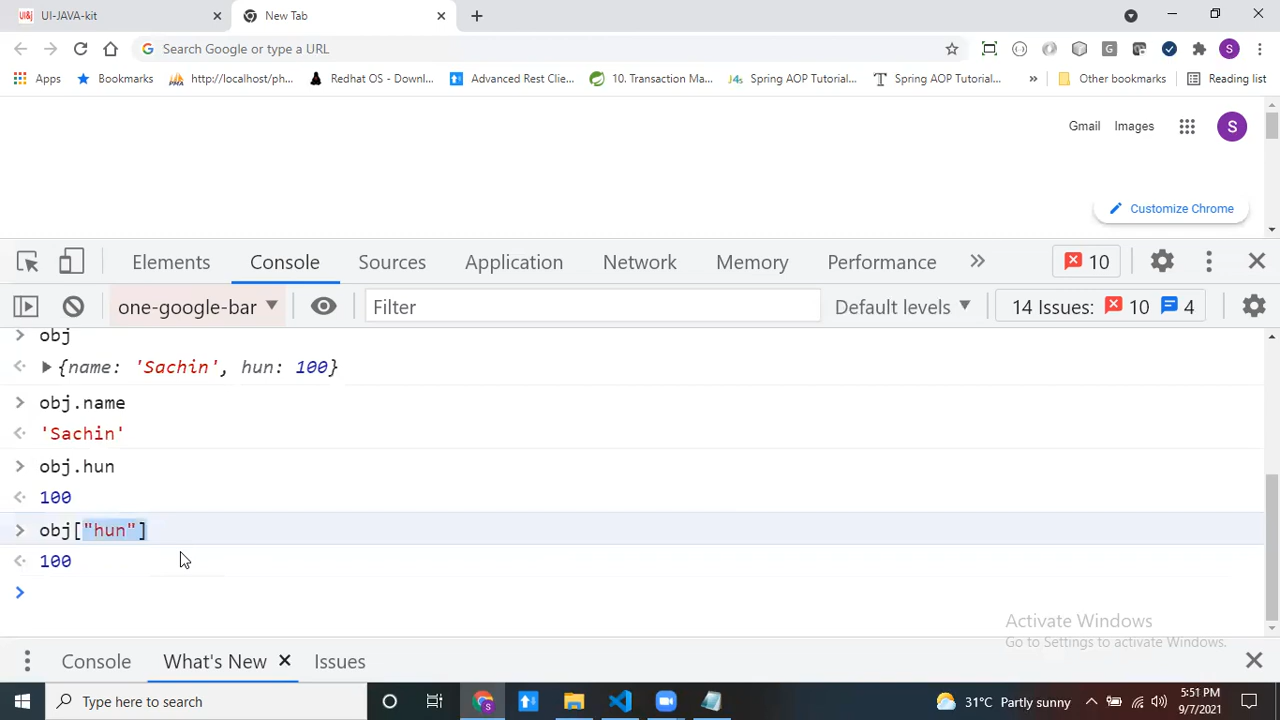 UI&J UI-JAVA-kit
New Tab
G Search Google or type a URL
Apps Bookmarks http://localhost/ph... Redhat OS - Downl... Advanced Rest Clie... 10. Transaction Ma... J4s Spring AOP Tutorial... T Spring AOP Tutorial... » Other bookmarks Reading list
Gmail Images S
Customize Chrome
Elements Console Sources Application Network Memory Performance » 10
one-google-bar Filter Default levels 14 Issues: 10 4
> obj
{name: 'Sachin', hun: 100}
> obj.name
'Sachin'
> obj.hun
100
> obj["hun"]
100
>
Activate Windows
Go to Settings to activate Windows.
Console What's New Issues
Type here to search
31°C Partly sunny
5:51 PM
9/7/2021